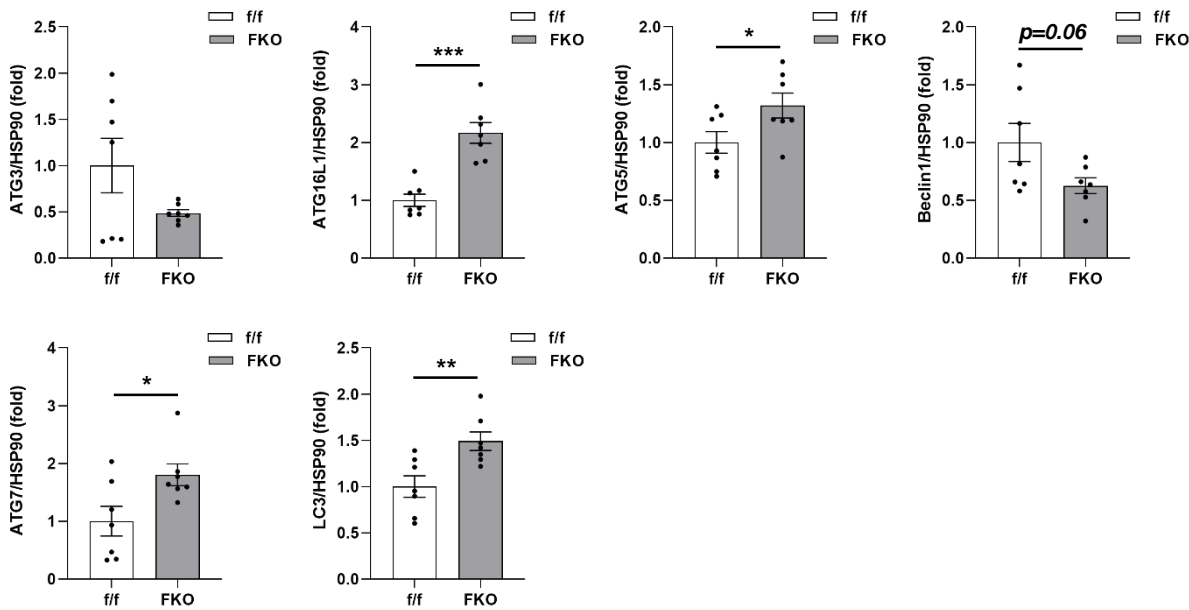 ATG3/HSP90 (fold)
2.5
2.0
1.5
1.0
0.5
0.0
f/f
FKO
f/f
FKO
ATG16L1/HSP90 (fold)
4
3
2
1
0
***
f/f
FKO
f/f
FKO
ATG5/HSP90 (fold)
2.0
1.5
1.0
0.5
0.0
*
f/f
FKO
f/f
FKO
Beclin1/HSP90 (fold)
2.0
1.5
1.0
0.5
0.0
p=0.06
f/f
FKO
f/f
FKO
ATG7/HSP90 (fold)
4
3
2
1
0
*
f/f
FKO
f/f
FKO
LC3/HSP90 (fold)
2.5
2.0
1.5
1.0
0.5
0.0
**
f/f
FKO
f/f
FKO